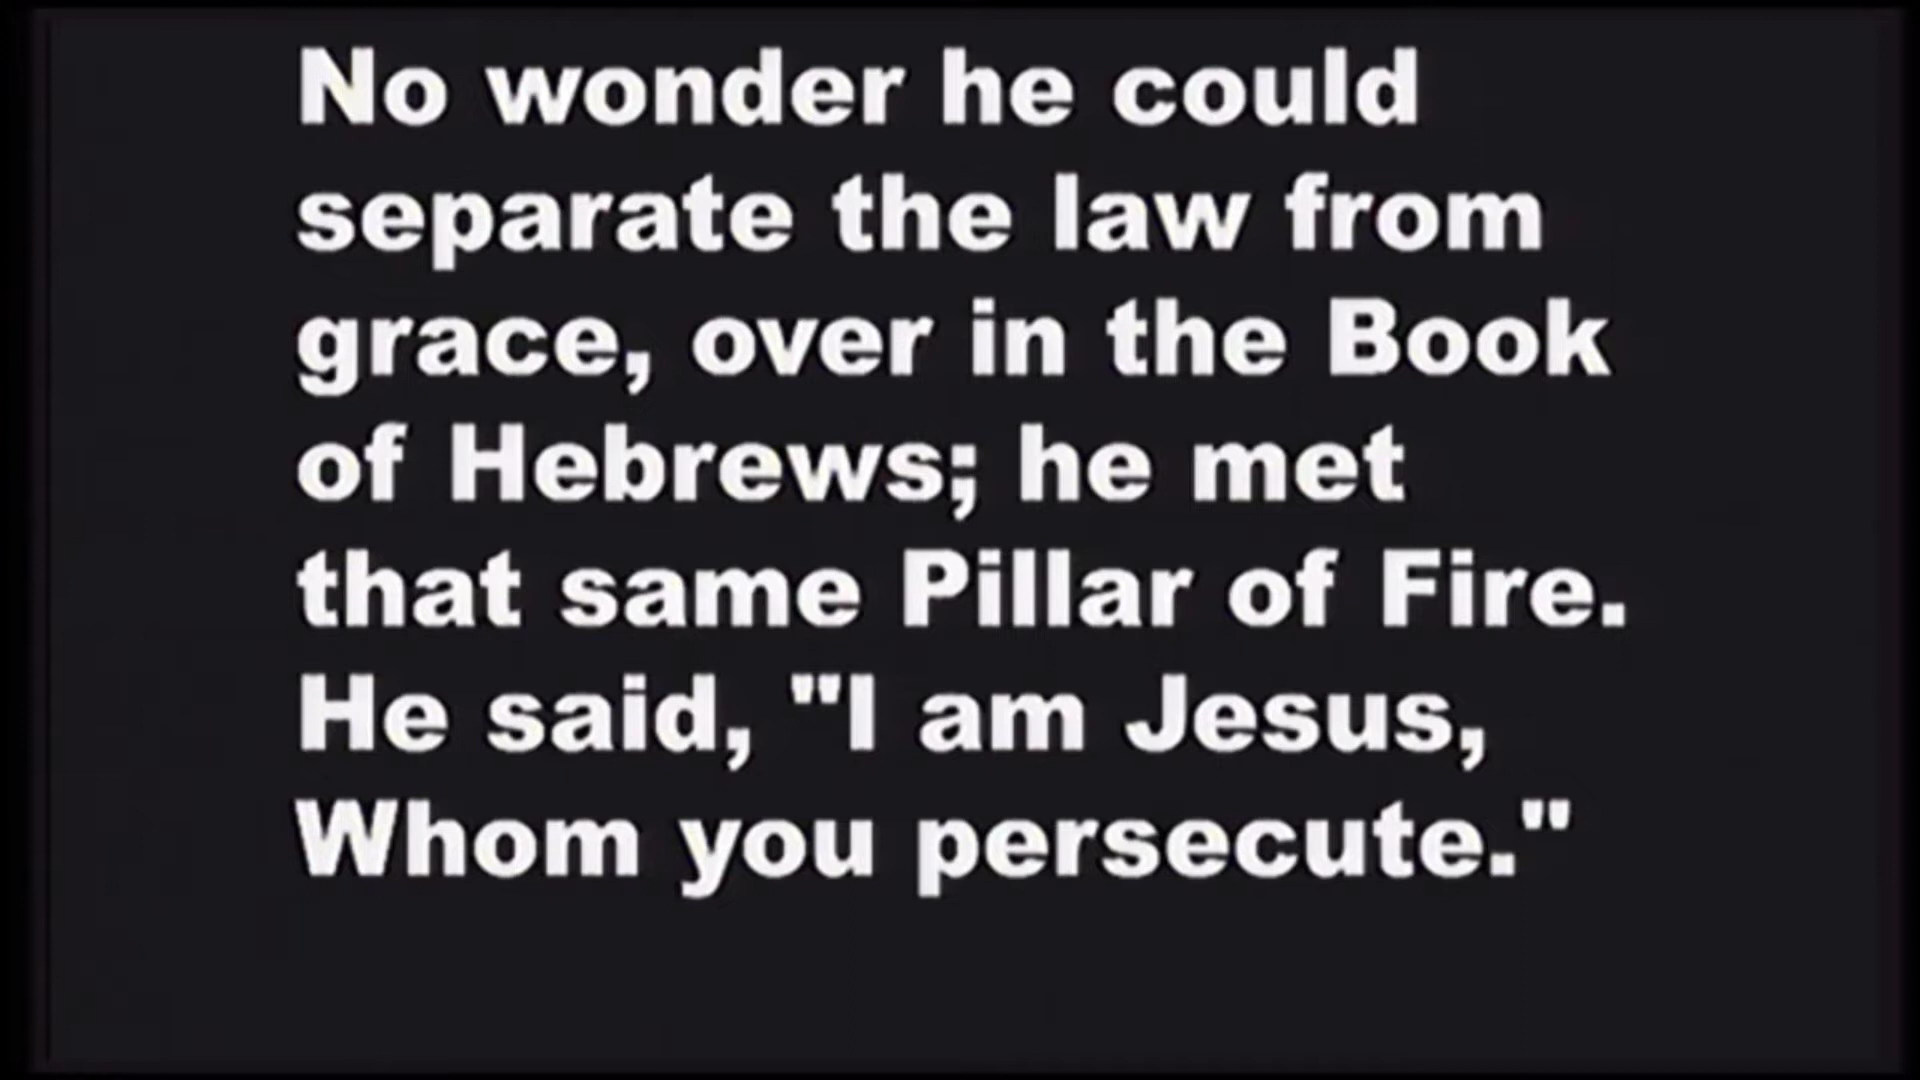 No wonder he could
separate the law from
grace, over in the Book
of Hebrews; he met
that same Pillar of Fire.
He said, "I am Jesus,
Whom you persecute."